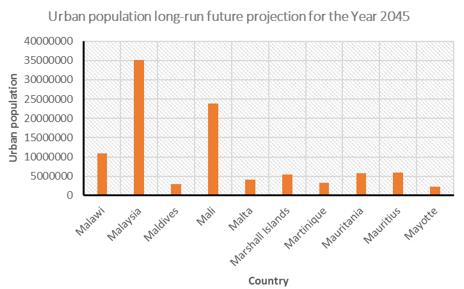 Urban population long-run future projection for the Year 2045
40000000
35000000
30000000
25000000
20000000
15000000
10000000
5000000
0
Urban population
Malawi
Malaysia
Maldives
Mali
Malta
Marshall Islands
Martinique
Mauritania
Mauritius
Mayotte
Country